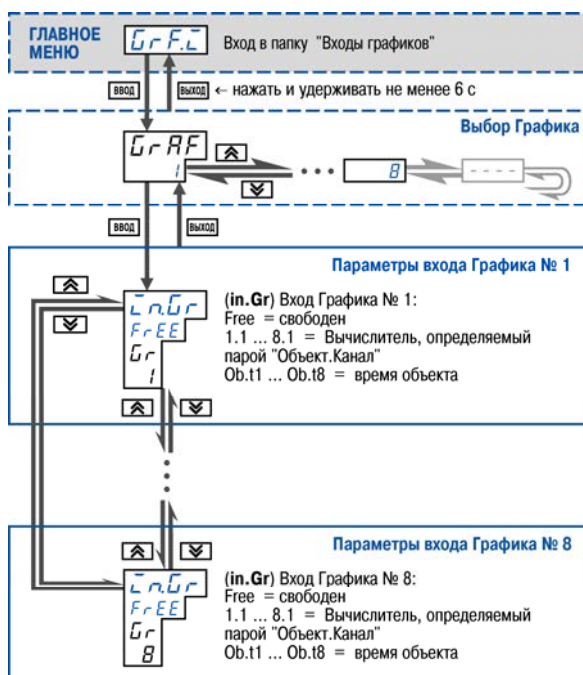 ГЛАВНОЕ МЕНЮ
GrF.i
Вход в папку "Входы графиков"
ВВОД
ВЫХОД
← нажать и удерживать не менее 6 с
Выбор Графика
GrAF
1
• • •
8
- - - -
ВВОД
ВЫХОД
Параметры входа Графика № 1
in.Gr
FrEE
Gr
1
(in.Gr) Вход Графика № 1:
Free = свободен
1.1 ... 8.1 = Вычислитель, определяемый
парой "Объект.Канал"
Ob.t1 ... Ob.t8 = время объекта
Параметры входа Графика № 8
in.Gr
FrEE
Gr
8
(in.Gr) Вход Графика № 8:
Free = свободен
1.1 ... 8.1 = Вычислитель, определяемый
парой "Объект.Канал"
Ob.t1 ... Ob.t8 = время объекта